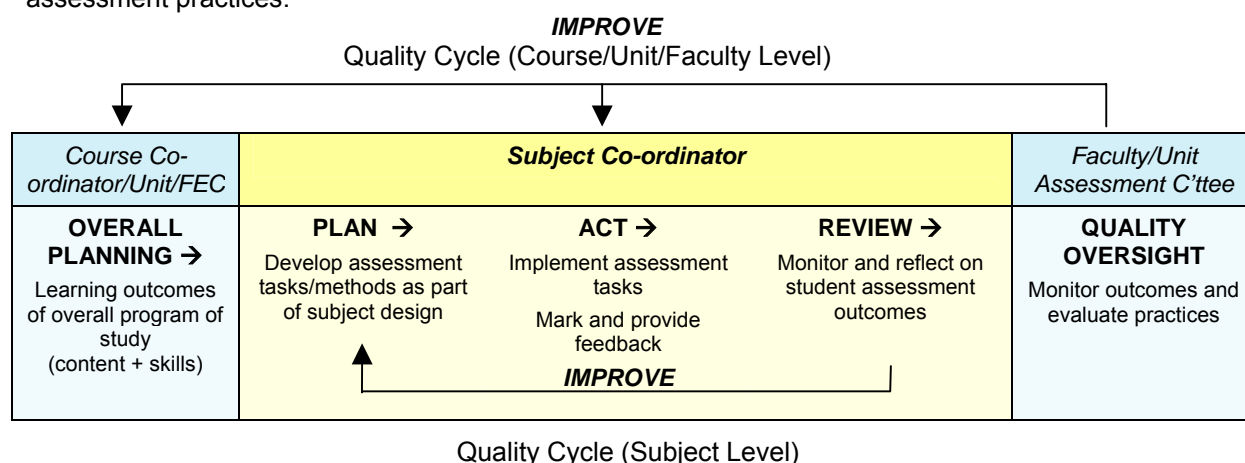 assessment practices.
IMPROVE
Quality Cycle (Course/Unit/Faculty Level)
Course Co-
ordinator/Unit/FEC
Subject Co-ordinator
Faculty/Unit
Assessment C'ttee
OVERALL
PLANNING →
Learning outcomes
of overall program of
study
(content + skills)
PLAN →
Develop assessment
tasks/methods as part
of subject design
ACT →
Implement assessment
tasks
Mark and provide
feedback
REVIEW →
Monitor and reflect on
student assessment
outcomes
IMPROVE
QUALITY
OVERSIGHT
Monitor outcomes and
evaluate practices
Quality Cycle (Subject Level)